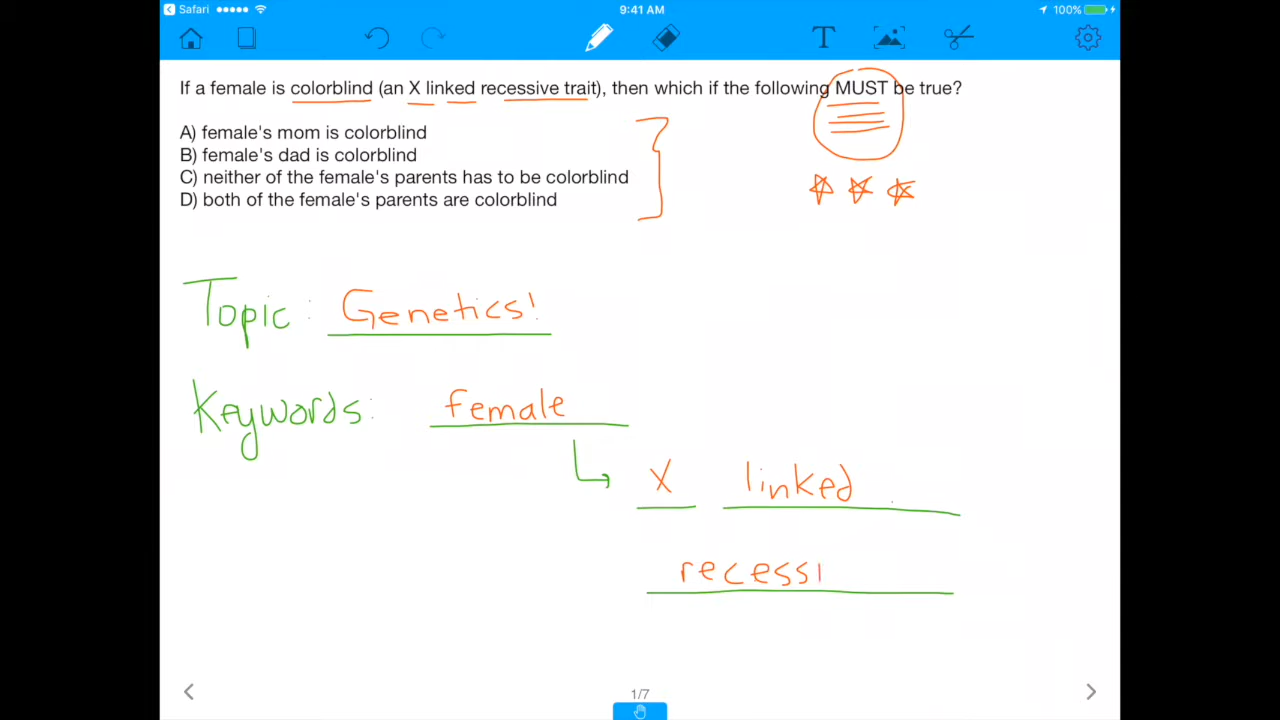 Safari 9:41 AM 100%
T
If a female is colorblind (an X linked recessive trait), then which if the following MUST be true?
A) female's mom is colorblind
B) female's dad is colorblind
C) neither of the female's parents has to be colorblind
D) both of the female's parents are colorblind
Topic: Genetics!
Keywords: female
X linked
recessi
1/7